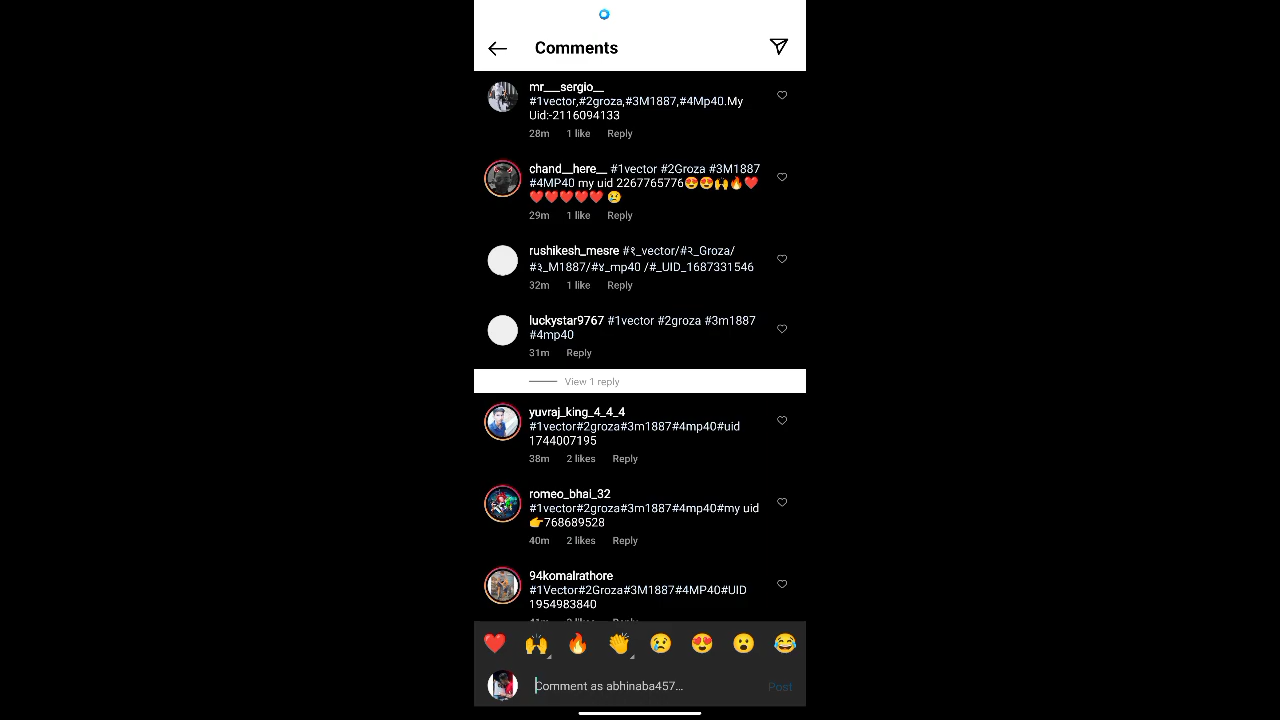 Comments
mr___sergio__
#1vector,#2groza,#3M1887,#4Mp40.My
Uid:-2116094133
28m 1 like Reply
chand__here__ #1vector #2Groza #3M1887
#4MP40 my uid 2267765776😍😍🙌🔥❤️
❤️❤️❤️❤️❤️ 😢
29m 1 like Reply
rushikesh_mesre #१_vector/#२_Groza/
#३_M1887/#४_mp40 /#_UID_1687331546
32m 1 like Reply
luckystar9767 #1vector #2groza #3m1887
#4mp40
31m Reply
View 1 reply
yuvraj_king_4_4_4
#1vector#2groza#3m1887#4mp40#uid
1744007195
38m 2 likes Reply
romeo_bhai_32
#1vector#2groza#3m1887#4mp40#my uid
👉768689528
40m 2 likes Reply
94komalrathore
#1Vector#2Groza#3M1887#4MP40#UID
1954983840
Comment as abhinaba457...
Post